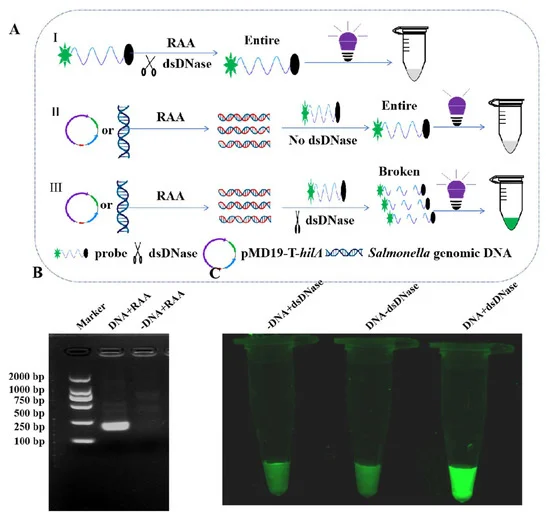 A
I
RAA
dsDNase
Entire
II
or
RAA
No dsDNase
Entire
III
or
RAA
dsDNase
Broken
probe dsDNase pMD19-T-hilA Salmonella genomic DNA
B
C
Marker
DNA+RAA
-DNA+RAA
2000 bp
1000 bp
750 bp
500 bp
250 bp
100 bp
-DNA+dsDNase
DNA-dsDNase
DNA+dsDNase